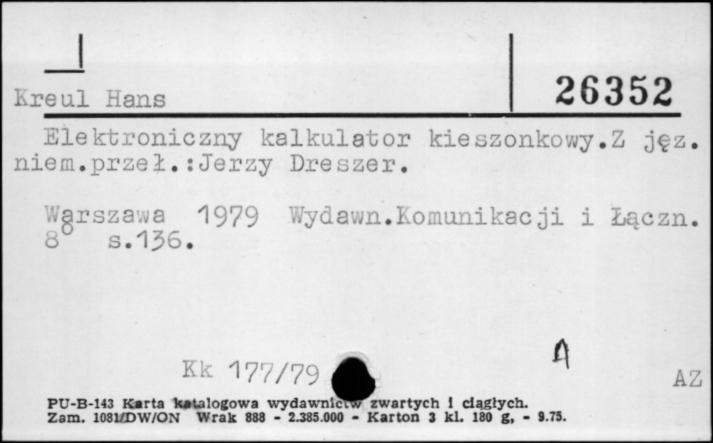 Kreul Hans
26352
Elektroniczny kalkulator kieszonkowy.Z jęz.
niem.przeł.:Jerzy Dreszer.
Warszawa 1979 Wydawn.Komunikacji i Łączn.
8° s.136.
A
Kk 177/79
AZ
PU-B-143 Karta katalogowa wydawnictw zwartych i ciągłych.
Zam. 1081/DW/ON Wrak 888 - 2.385.000 - Karton 3 kl. 180 g, - 9.75.